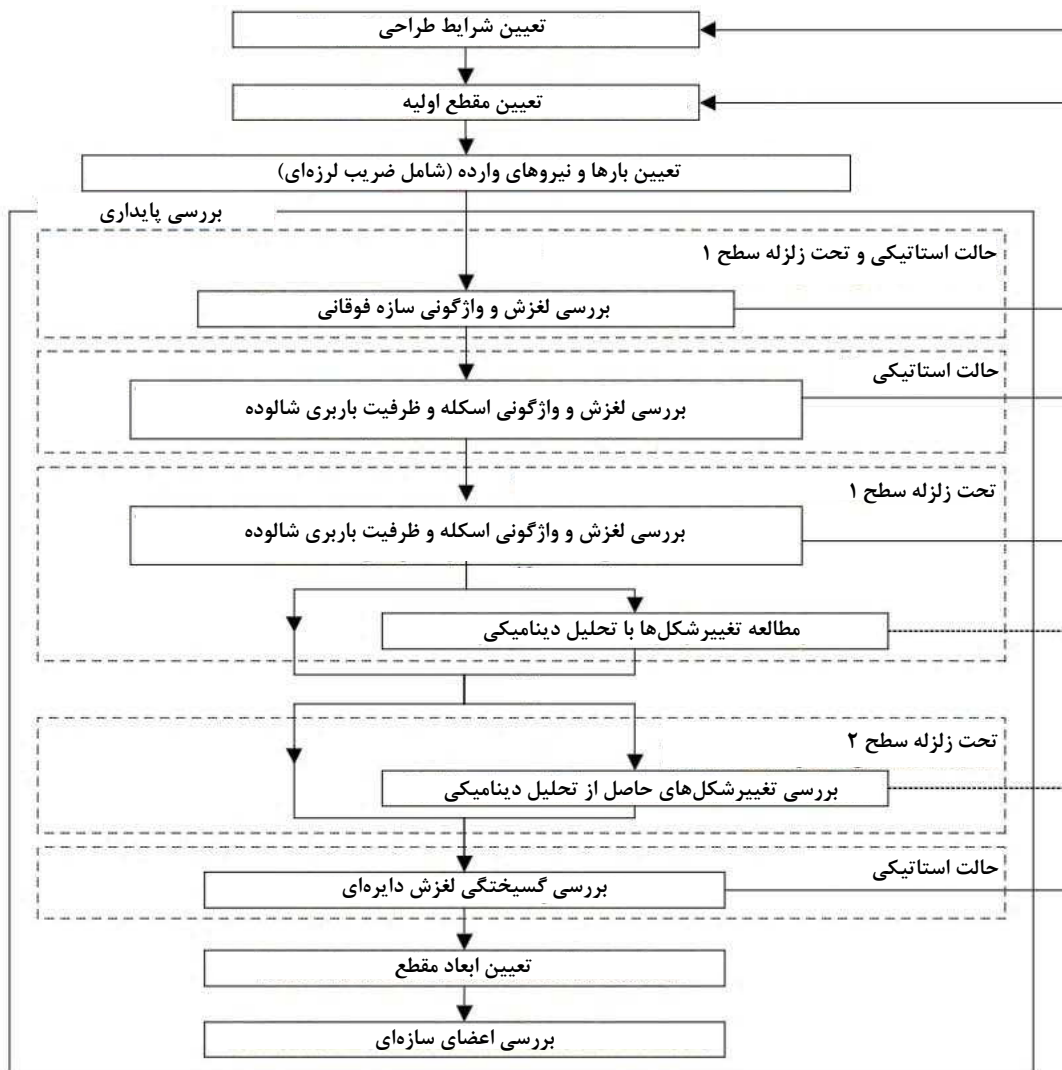 تعیین شرایط طراحی
تعیین مقطع اولیه
تعیین بارها و نیروهای وارده (شامل ضریب لرزه‌ای)
بررسی پایداری
حالت استاتیکی و تحت زلزله سطح ۱
بررسی لغزش و واژگونی سازه فوقانی
حالت استاتیکی
بررسی لغزش و واژگونی اسکله و ظرفیت باربری شالوده
تحت زلزله سطح ۱
بررسی لغزش و واژگونی اسکله و ظرفیت باربری شالوده
مطالعه تغییرشکل‌ها با تحلیل دینامیکی
تحت زلزله سطح ۲
بررسی تغییرشکل‌های حاصل از تحلیل دینامیکی
حالت استاتیکی
بررسی گسیختگی لغزش دایره‌ای
تعیین ابعاد مقطع
بررسی اعضای سازه‌ای